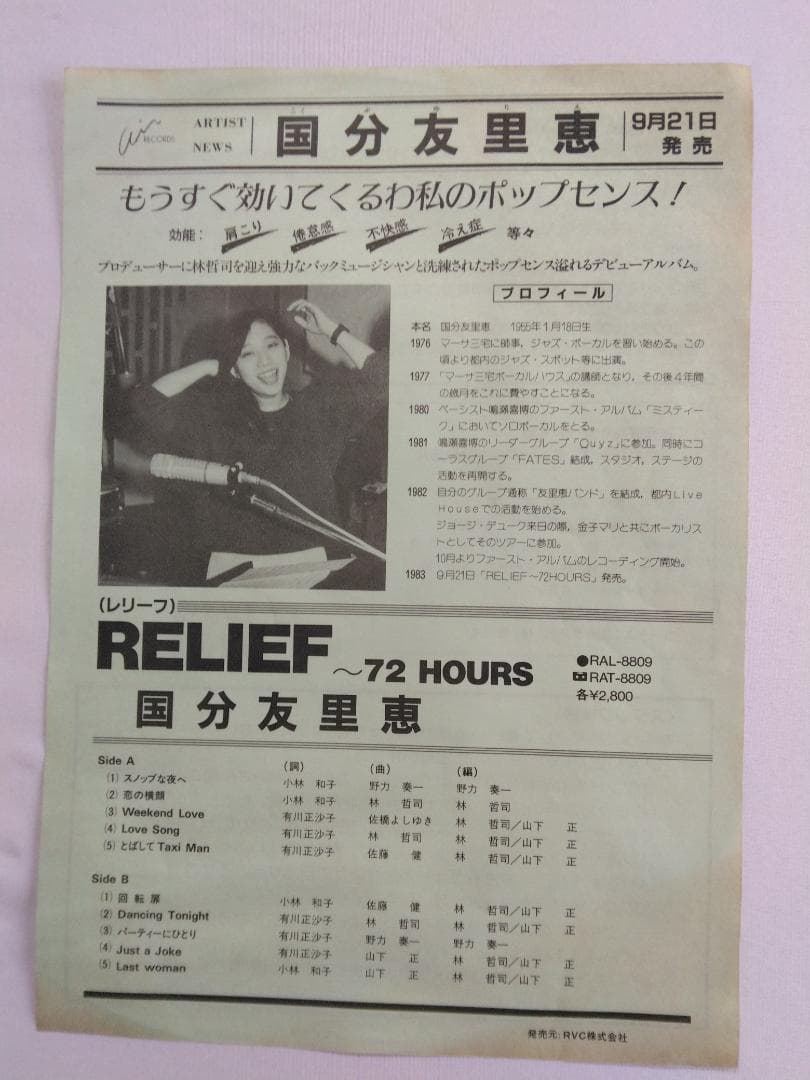 air RECORDS
ARTIST NEWS
こくぶゆりえ
国分友里恵
9月21日発売
もうすぐ効いてくるわ私のポップセンス!
効能: 肩こり 倦怠感 不快感 冷え症 等々
プロデューサーに林哲司を迎え強力なバックミュージシャンと洗練されたポップセンス溢れるデビューアルバム。
プロフィール
本名 国分友里恵 1955年1月18日生
1976 マーサ三宅に師事,ジャズ・ボーカルを習い始める。この
頃より都内のジャズ・スポット等に出演。
1977 「マーサ三宅ボーカルハウス」の講師となり,その後4年間
の歳月をこれに費やすことになる。
1980 ベーシスト鳴瀬喜博のファースト・アルバム「ミスティー
ク」においてソロボーカルをとる。
1981 鳴瀬喜博のリーダーグループ「Quyz」に参加。同時にコ
ーラスグループ「FATES」結成,スタジオ,ステージの
活動を再開する。
1982 自分のグループ通称「友里恵バンド」を結成,都内Live
Houseでの活動を始める。
ジョージ・デューク来日の際,金子マリと共にボーカリス
トとしてそのツアーに参加。
10月よりファースト・アルバムのレコーディング開始。
1983 9月21日「RELIEF〜72HOURS」発売。
(レリーフ)
RELIEF 〜72 HOURS
●RAL-8809
RAT-8809
各¥2,800
国分友里恵
Side A (詞) (曲) (編)
(1) スノッブな夜へ 小林 和子 野力 奏一 野力 奏一
(2) 恋の横顔 小林 和子 林 哲司 林 哲司
(3) Weekend Love 有川正沙子 佐橋よしゆき 林 哲司/山下 正
(4) Love Song 有川正沙子 林 哲司 林 哲司/山下 正
(5) とばしてTaxi Man 有川正沙子 佐藤 健 林 哲司/山下 正
Side B
(1) 回転扉 小林 和子 佐藤 健 林 哲司/山下 正
(2) Dancing Tonight 有川正沙子 林 哲司 林 哲司/山下 正
(3) パーティーにひとり 有川正沙子 野力 奏一 野力 奏一
(4) Just a Joke 有川正沙子 山下 正 林 哲司/山下 正
(5) Last woman 小林 和子 山下 正 林 哲司/山下 正
発売元:RVC株式会社